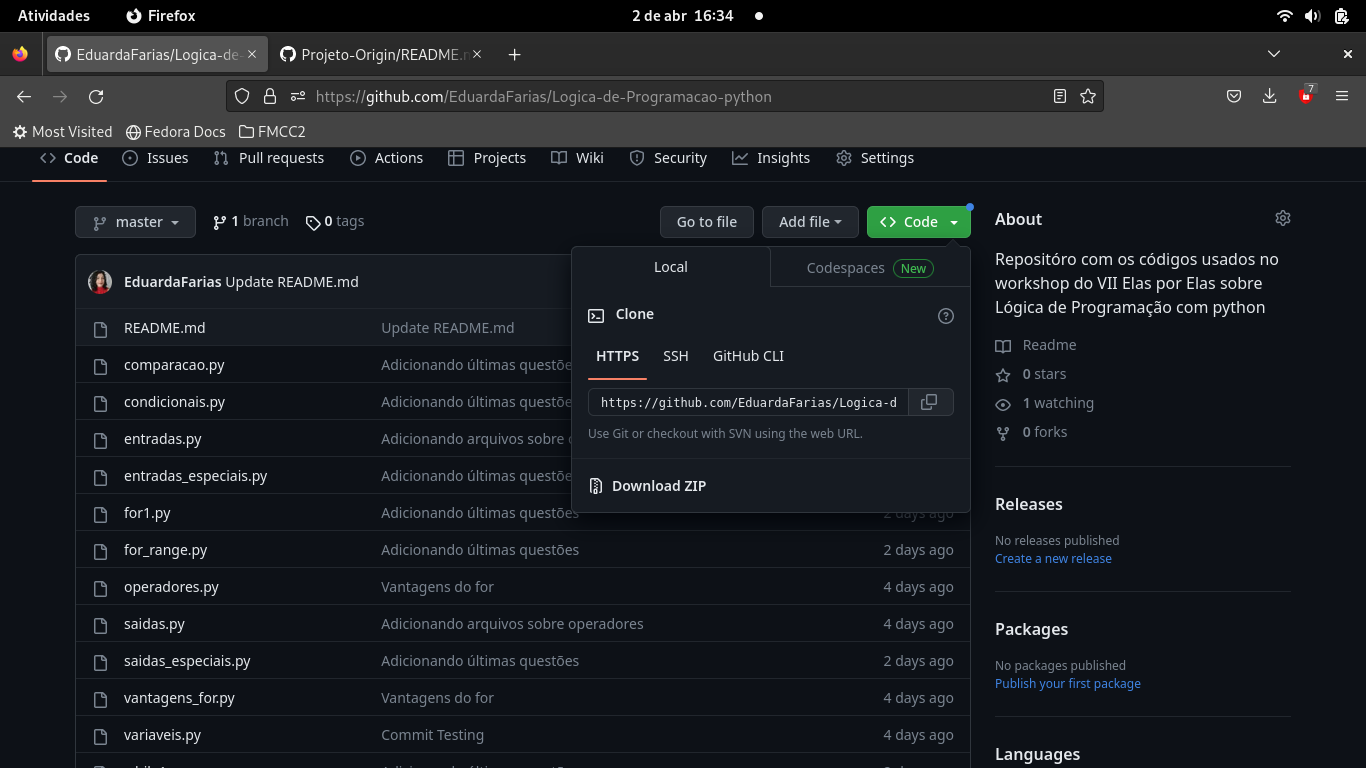 Atividades
Firefox
2 de abr 16:34
EduardaFarias/Logica-de-
Projeto-Origin/README.m
https://github.com/EduardaFarias/Logica-de-Programacao-python
7
Most Visited
Fedora Docs
FMCC2
Code
Issues
Pull requests
Actions
Projects
Wiki
Security
Insights
Settings
master
1 branch
0 tags
Go to file
Add file
Code
EduardaFarias Update README.md
Local
Codespaces New
Clone
HTTPS
SSH
GitHub CLI
https://github.com/EduardaFarias/Logica-d
Use Git or checkout with SVN using the web URL.
Download ZIP
README.md Update README.md
comparacao.py Adicionando últimas questões
condicionais.py Adicionando últimas questões
entradas.py Adicionando arquivos sobre
entradas_especiais.py Adicionando últimas questões
for1.py Adicionando últimas questões 2 days ago
for_range.py Adicionando últimas questões 2 days ago
operadores.py Vantagens do for 4 days ago
saidas.py Adicionando arquivos sobre operadores 4 days ago
saidas_especiais.py Adicionando últimas questões 2 days ago
vantagens_for.py Vantagens do for 4 days ago
variaveis.py Commit Testing 4 days ago
About
Repositóro com os códigos usados no
workshop do VII Elas por Elas sobre
Lógica de Programação com python
Readme
0 stars
1 watching
0 forks
Releases
No releases published
Create a new release
Packages
No packages published
Publish your first package
Languages